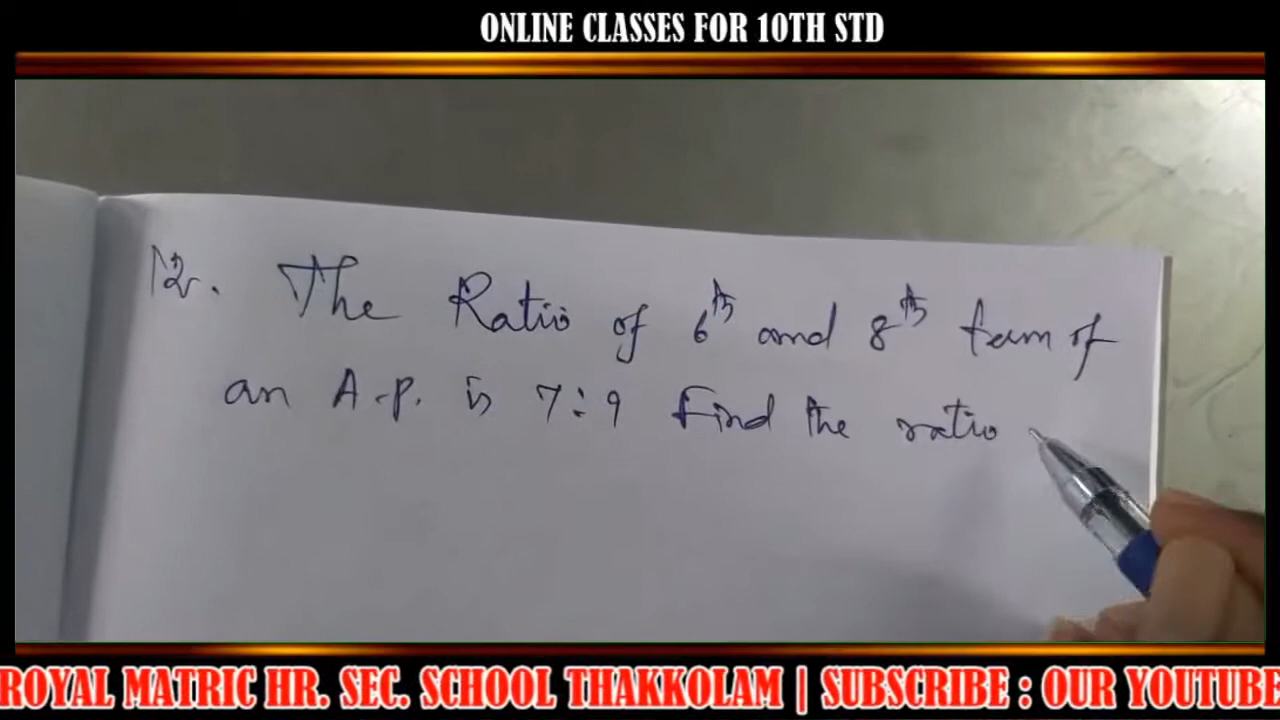 ONLINE CLASSES FOR 10TH STD
12. The Ratio of 6th and 8th term of
an A.P. is 7:9 Find the ratio
ROYAL MATRIC HR. SEC. SCHOOL THAKKOLAM | SUBSCRIBE : OUR YOUTUBE